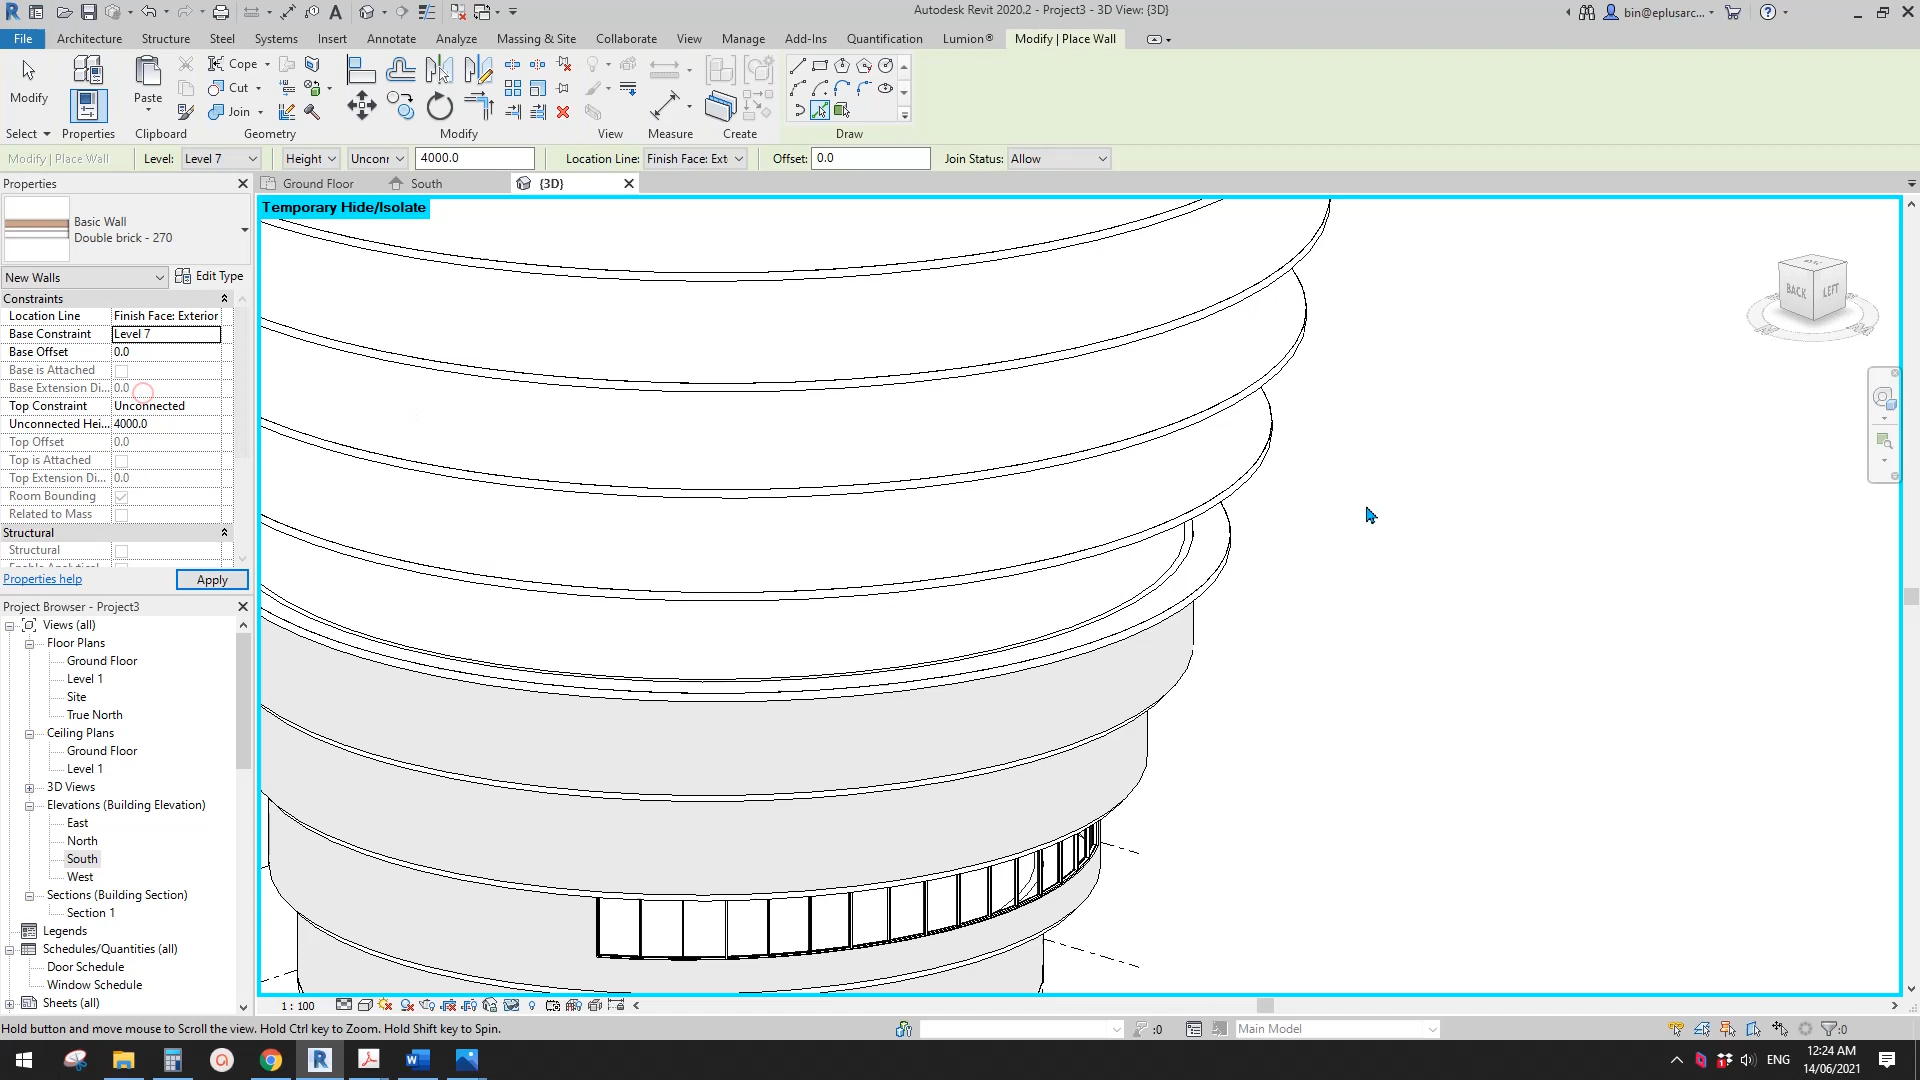 Autodesk Revit 2020.2 - Project3 - 3D View: {3D}
bin@eplusarc...
File Architecture Structure Steel Systems Insert Annotate Analyze Massing & Site Collaborate View Manage Add-Ins Quantification Lumion® Modify | Place Wall
Modify
Paste
Cope
Cut
Join
Select Properties Clipboard Geometry Modify View Measure Create Draw
Modify | Place Wall Level: Level 7 Height Unconr 4000.0 Location Line: Finish Face: Ext Offset: 0.0 Join Status: Allow
Properties
Ground Floor South {3D}
Temporary Hide/Isolate
Basic Wall
Double brick - 270
New Walls Edit Type
Constraints
Location Line Finish Face: Exterior
Base Constraint Level 7
Base Offset 0.0
Base is Attached
Base Extension Di... 0.0
Top Constraint Unconnected
Unconnected Hei... 4000.0
Top Offset 0.0
Top is Attached
Top Extension Di... 0.0
Room Bounding
Related to Mass
Structural
Structural
Properties help Apply
BACK LEFT
Project Browser - Project3
Views (all)
Floor Plans
Ground Floor
Level 1
Site
True North
Ceiling Plans
Ground Floor
Level 1
3D Views
Elevations (Building Elevation)
East
North
South
West
Sections (Building Section)
Section 1
Legends
Schedules/Quantities (all)
Door Schedule
Window Schedule
Sheets (all)
1 : 100
Hold button and move mouse to Scroll the view. Hold Ctrl key to Zoom. Hold Shift key to Spin.
:0
Main Model
:0
ENG
12:24 AM
14/06/2021